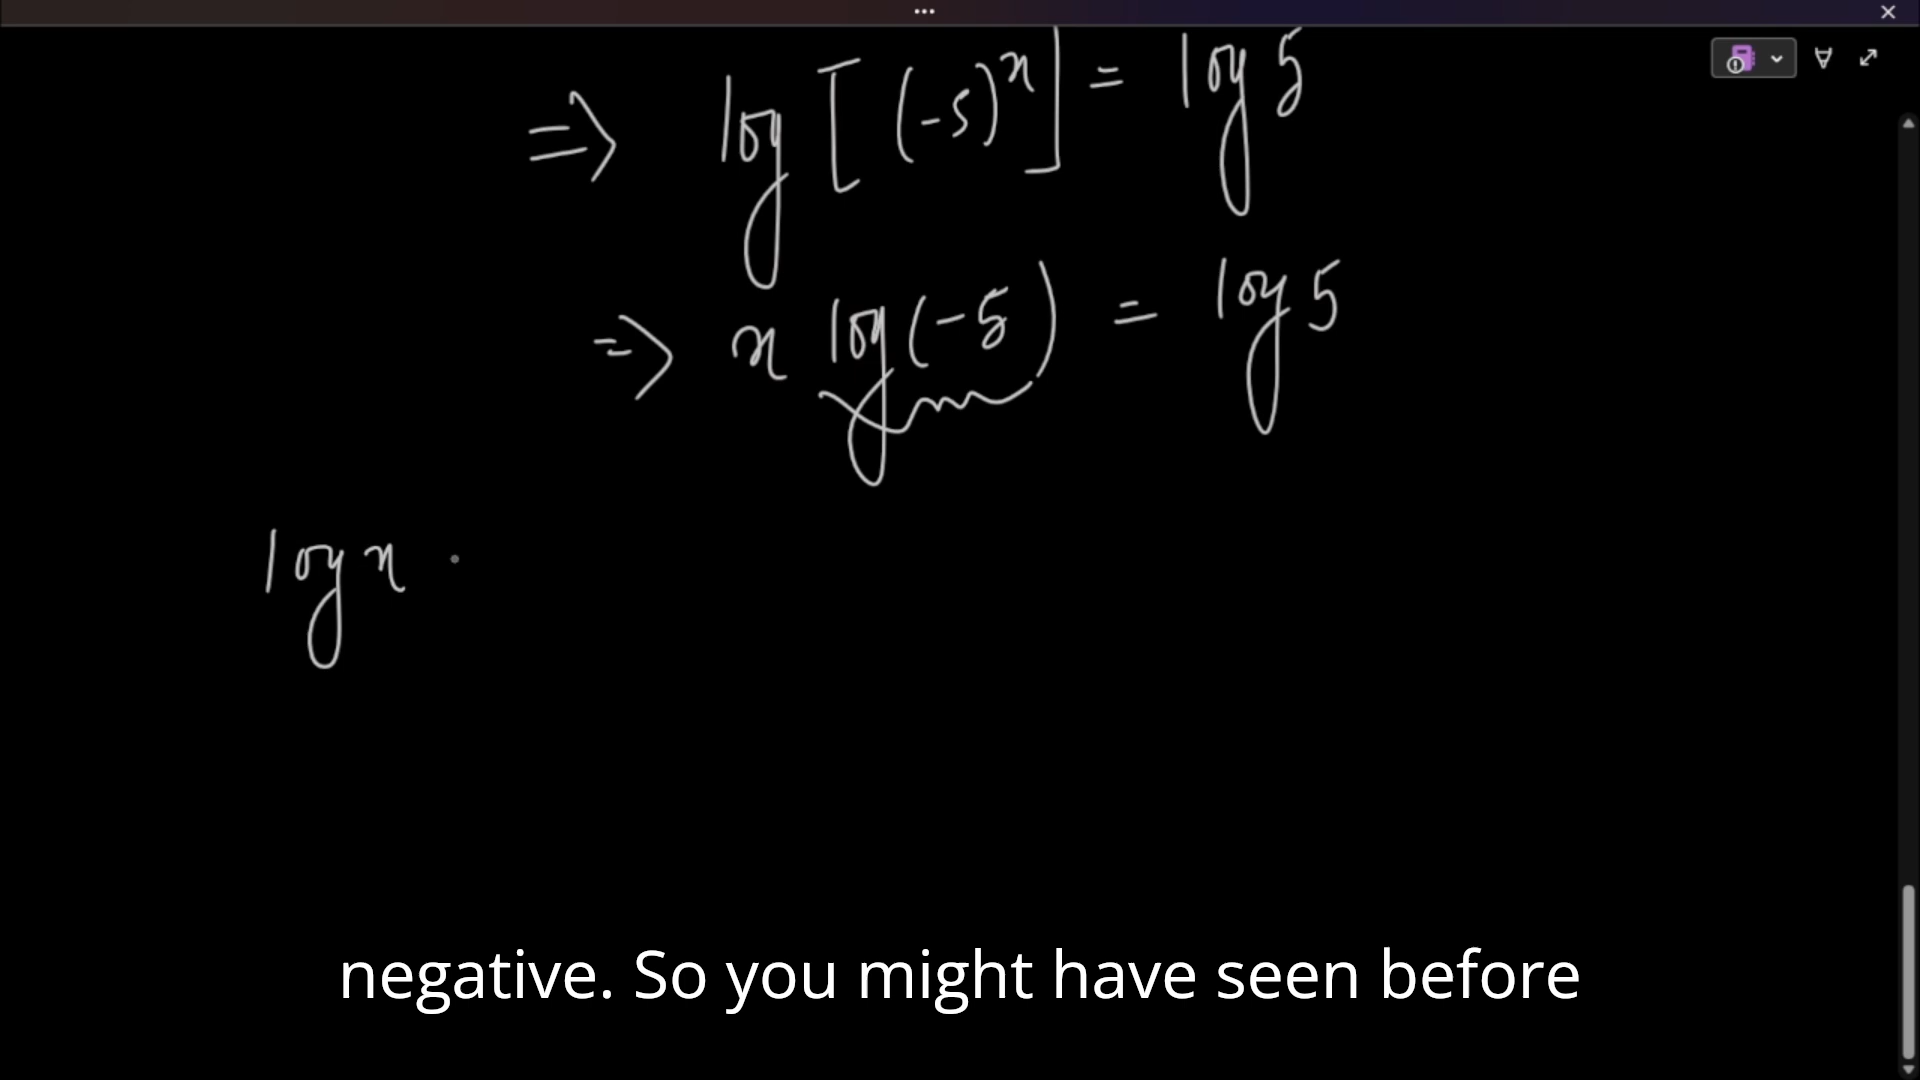 => log [ (-5)^x ] = log 5
=> x log(-5) = log 5
log x
negative. So you might have seen before